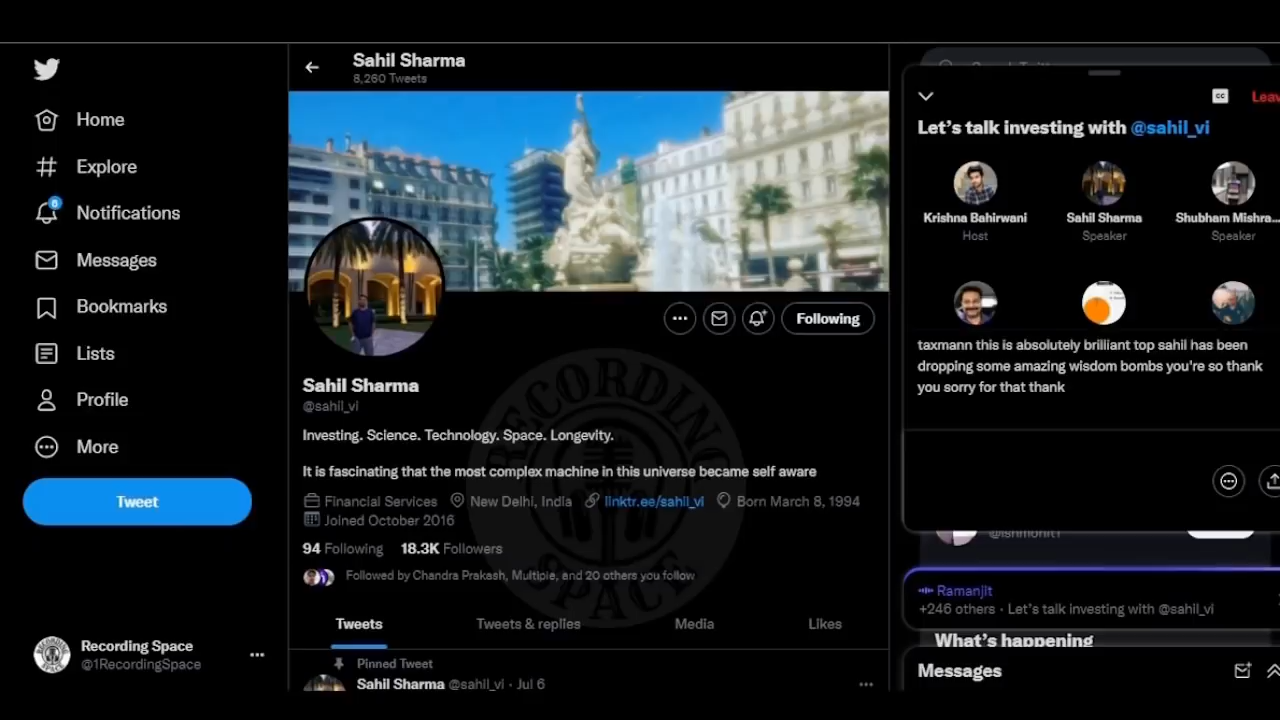 Home
Explore
6
Notifications
Messages
Bookmarks
Lists
Profile
More
Tweet
Recording Space
@1RecordingSpace
Sahil Sharma
8,260 Tweets
Following
Sahil Sharma
@sahil_vi
Investing. Science. Technology. Space. Longevity.
It is fascinating that the most complex machine in this universe became self aware
Financial Services New Delhi, India linktr.ee/sahil_vi Born March 8, 1994
Joined October 2016
94 Following 18.3K Followers
Followed by Chandra Prakash, Multiple, and 20 others you follow
RECORDING
SPACE
Tweets Tweets & replies Media Likes
Pinned Tweet
Sahil Sharma @sahil_vi · Jul 6
CC
Let's talk investing with @sahil_vi
Krishna Bahirwani Sahil Sharma Shubham Mishra...
Host Speaker Speaker
taxmann this is absolutely brilliant top sahil has been
dropping some amazing wisdom bombs you're so thank
you sorry for that thank
Ramanjit
+246 others · Let's talk investing with @sahil_vi
What's happening
Messages